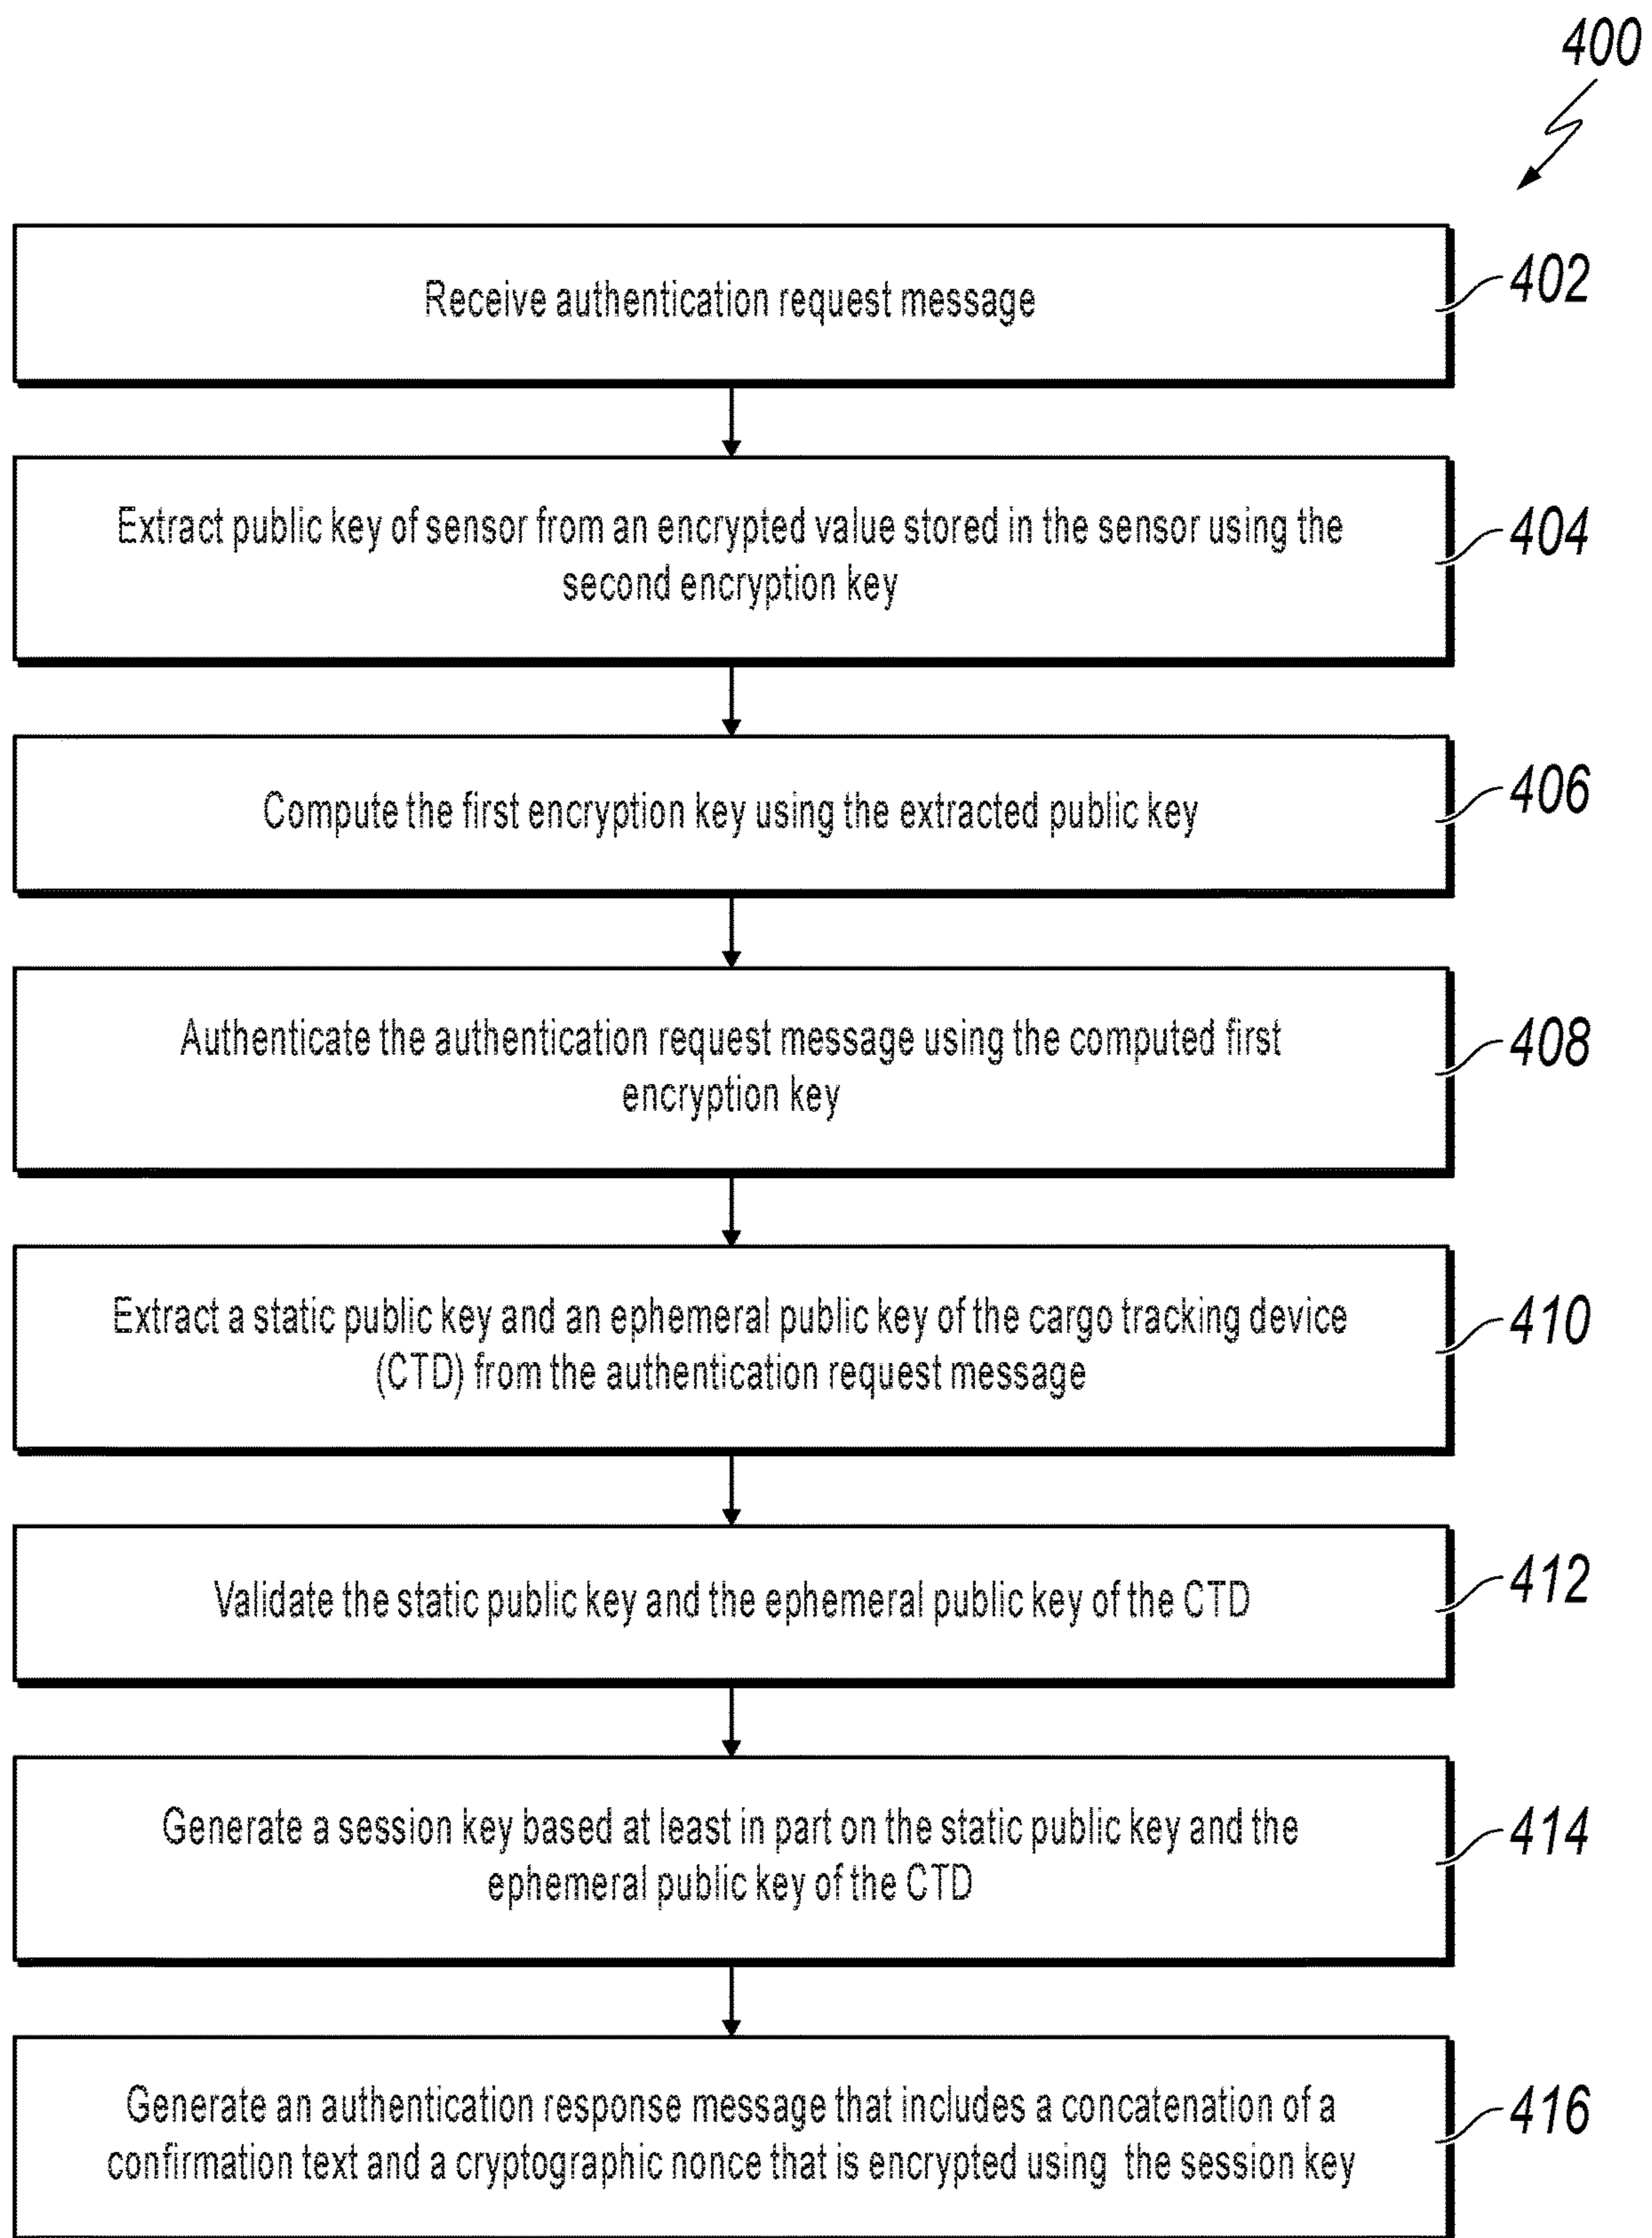 400
Receive authentication request message
402
Extract public key of sensor from an encrypted value stored in the sensor using the
second encryption key
404
Compute the first encryption key using the extracted public key
406
Authenticate the authentication request message using the computed first
encryption key
408
Extract a static public key and an ephemeral public key of the cargo tracking device
(CTD) from the authentication request message
410
Validate the static public key and the ephemeral public key of the CTD
412
Generate a session key based at least in part on the static public key and the
ephemeral public key of the CTD
414
Generate an authentication response message that includes a concatenation of a
confirmation text and a cryptographic nonce that is encrypted using the session key
416